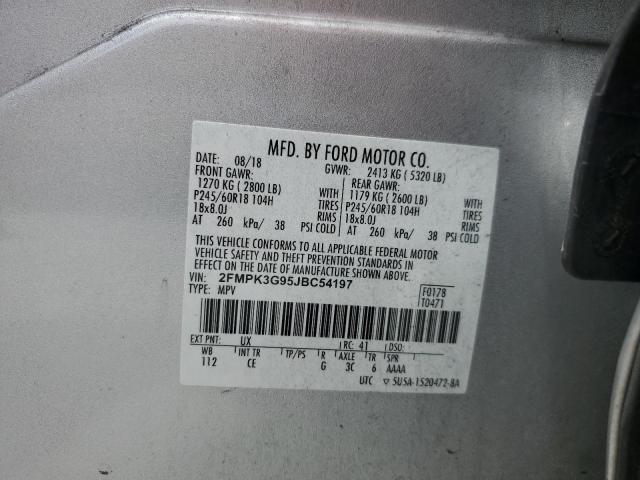 MFD. BY FORD MOTOR CO.
DATE: 08/18 GVWR: 2413 KG ( 5320 LB)
FRONT GAWR: REAR GAWR:
1270 KG ( 2800 LB) WITH 1179 KG ( 2600 LB) WITH
P245/60R18 104H TIRES P245/60R18 104H TIRES
18x8.0J RIMS 18x8.0J RIMS
AT 260 kPa/ 38 PSI COLD AT 260 kPa/ 38 PSI COLD
THIS VEHICLE CONFORMS TO ALL APPLICABLE FEDERAL MOTOR
VEHICLE SAFETY AND THEFT PREVENTION STANDARDS IN
EFFECT ON THE DATE OF MANUFACTURE SHOWN ABOVE.
VIN: 2FMPK3G95JBC54197 F0178
TYPE: MPV T0471
EXT PNT: UX RC: 41 DSO:
WB INT TR TP/PS R AXLE TR SPR
112 CE G 3C 6 AAAA
UTC ▽ SU5A-1520472-BA